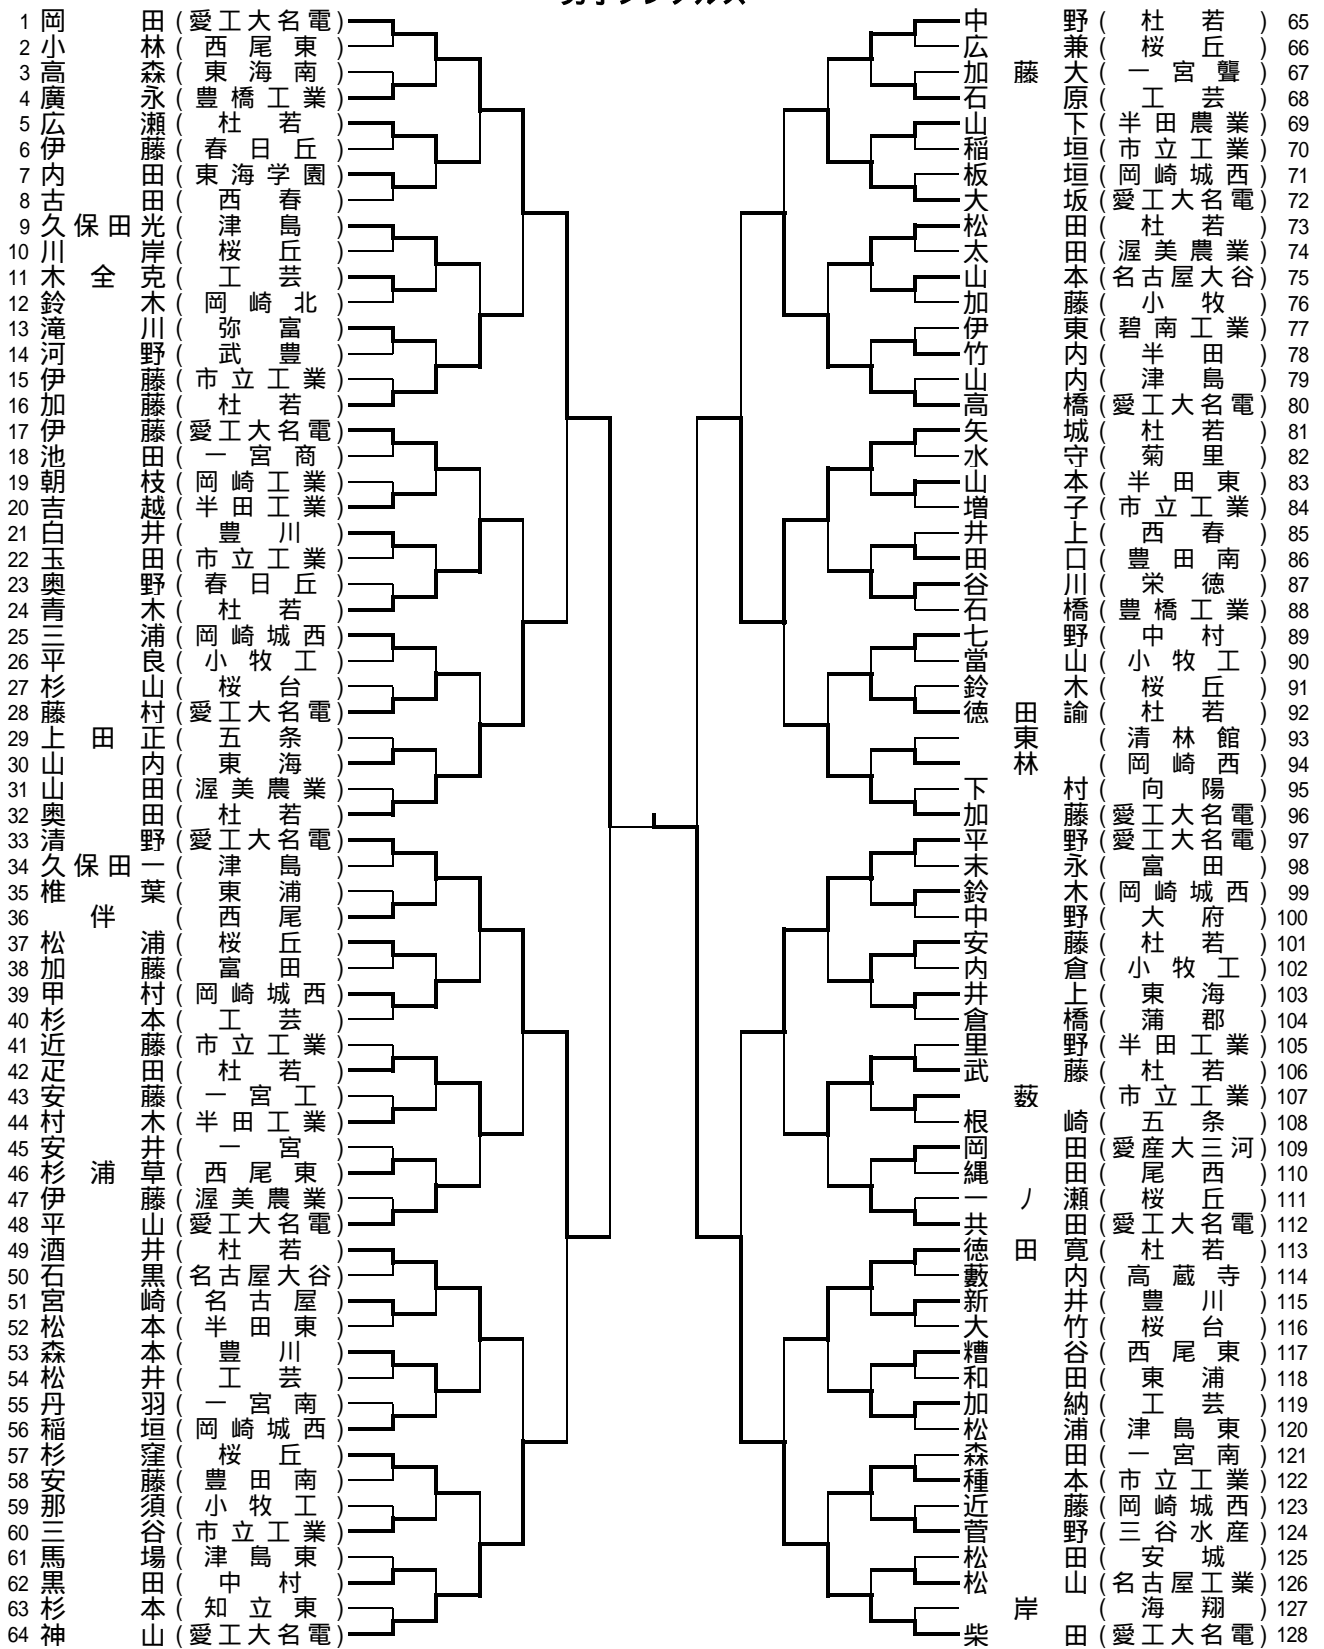 1 岡田(愛工大名電)
2 小林(西尾東)
3 高森(東海南)
4 廣永(豊橋工業)
5 広瀬(杜若)
6 伊藤(春日丘)
7 内田(東海学園)
8 古田(西春)
9 久保田光(津島)
10 川岸(桜丘)
11 木全克(工芸)
12 鈴木(岡崎北)
13 滝川(弥富)
14 河野(武豊)
15 伊藤(市立工業)
16 加藤(杜若)
17 伊藤(愛工大名電)
18 池田(一宮商)
19 朝枝(岡崎工業)
20 吉越(半田工業)
21 白井(豊川)
22 玉田(市立工業)
23 奥野(春日丘)
24 青木(杜若)
25 三浦(岡崎城西)
26 平良(小牧工)
27 杉山(桜台)
28 藤村(愛工大名電)
29 上田正(五条)
30 山内(東海)
31 山田(渥美農業)
32 奥田(杜若)
33 清野(愛工大名電)
34 久保田一(津島)
35 椎葉(東浦)
36 伴(西尾)
37 松浦(桜丘)
38 加藤(富田)
39 甲村(岡崎城西)
40 杉本(工芸)
41 近藤(市立工業)
42 疋田(杜若)
43 安藤(一宮工)
44 村木(半田工業)
45 安井(一宮)
46 杉浦草(西尾東)
47 伊藤(渥美農業)
48 平山(愛工大名電)
49 酒井(杜若)
50 石黒(名古屋大谷)
51 宮崎(名古屋)
52 松本(半田東)
53 森本(豊川)
54 松井(工芸)
55 丹羽(一宮南)
56 稲垣(岡崎城西)
57 杉窪(桜丘)
58 安藤(豊田南)
59 那須(小牧工)
60 三谷(市立工業)
61 馬場(津島東)
62 黒田(中村)
63 杉本(知立東)
64 神山(愛工大名電)
中野(杜若) 65
広兼(桜丘) 66
加藤大(一宮聾) 67
石原(工芸) 68
山下(半田農業) 69
稲垣(市立工業) 70
板垣(岡崎城西) 71
大坂(愛工大名電) 72
松田(杜若) 73
太田(渥美農業) 74
山本(名古屋大谷) 75
加藤(小牧) 76
伊東(碧南工業) 77
竹内(半田) 78
山内(津島) 79
高橋(愛工大名電) 80
矢城(杜若) 81
水守(菊里) 82
山本(半田東) 83
増子(市立工業) 84
井上(西春) 85
田口(豊田南) 86
谷川(栄徳) 87
石橋(豊橋工業) 88
七野(中村) 89
當山(小牧工) 90
鈴木(桜丘) 91
徳田諭(杜若) 92
東(清林館) 93
林(岡崎西) 94
下村(向陽) 95
加藤(愛工大名電) 96
平野(愛工大名電) 97
末永(富田) 98
鈴木(岡崎城西) 99
中野(大府) 100
安藤(杜若) 101
内倉(小牧工) 102
井上(東海) 103
倉橋(蒲郡) 104
里野(半田工業) 105
武藤(杜若) 106
薮(市立工業) 107
根崎(五条) 108
岡田(愛産大三河) 109
縄田(尾西) 110
一ノ瀬(桜丘) 111
共田(愛工大名電) 112
徳田寛(杜若) 113
藪内(高蔵寺) 114
新井(豊川) 115
大竹(桜台) 116
糟谷(西尾東) 117
和田(東浦) 118
加納(工芸) 119
松浦(津島東) 120
森田(一宮南) 121
種本(市立工業) 122
近藤(岡崎城西) 123
菅野(三谷水産) 124
松田(安城) 125
松山(名古屋工業) 126
岸(海翔) 127
柴田(愛工大名電) 128